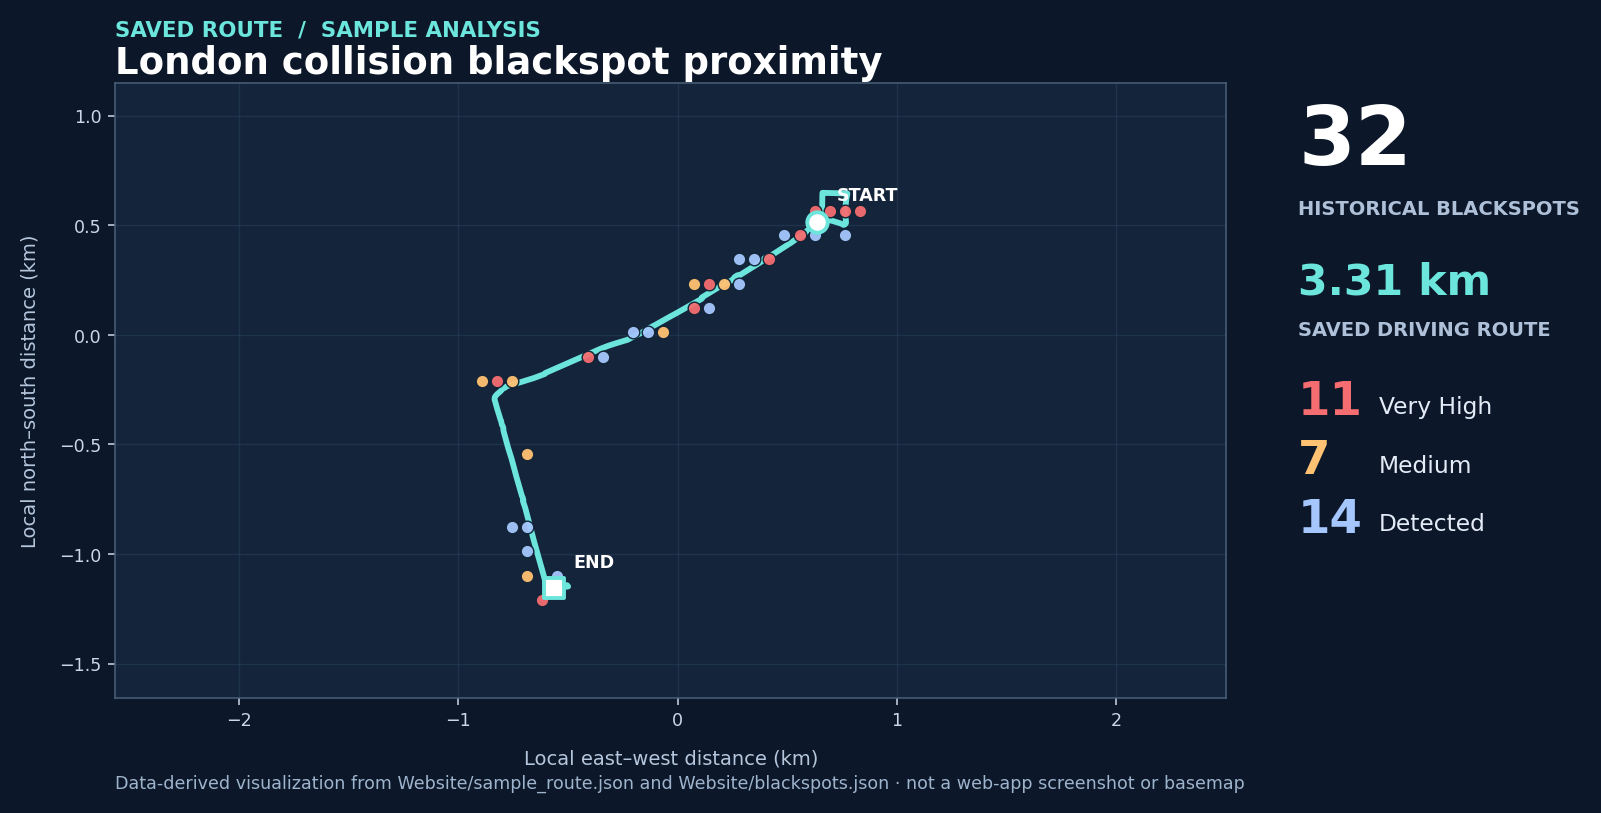 SAVED ROUTE / SAMPLE ANALYSIS
London collision blackspot proximity
Local north–south distance (km)
1.0
0.5
0.0
−0.5
−1.0
−1.5
START
END
−2
−1
0
1
2
Local east–west distance (km)
32
HISTORICAL BLACKSPOTS
3.31 km
SAVED DRIVING ROUTE
11 Very High
7 Medium
14 Detected
Data-derived visualization from Website/sample_route.json and Website/blackspots.json · not a web-app screenshot or basemap